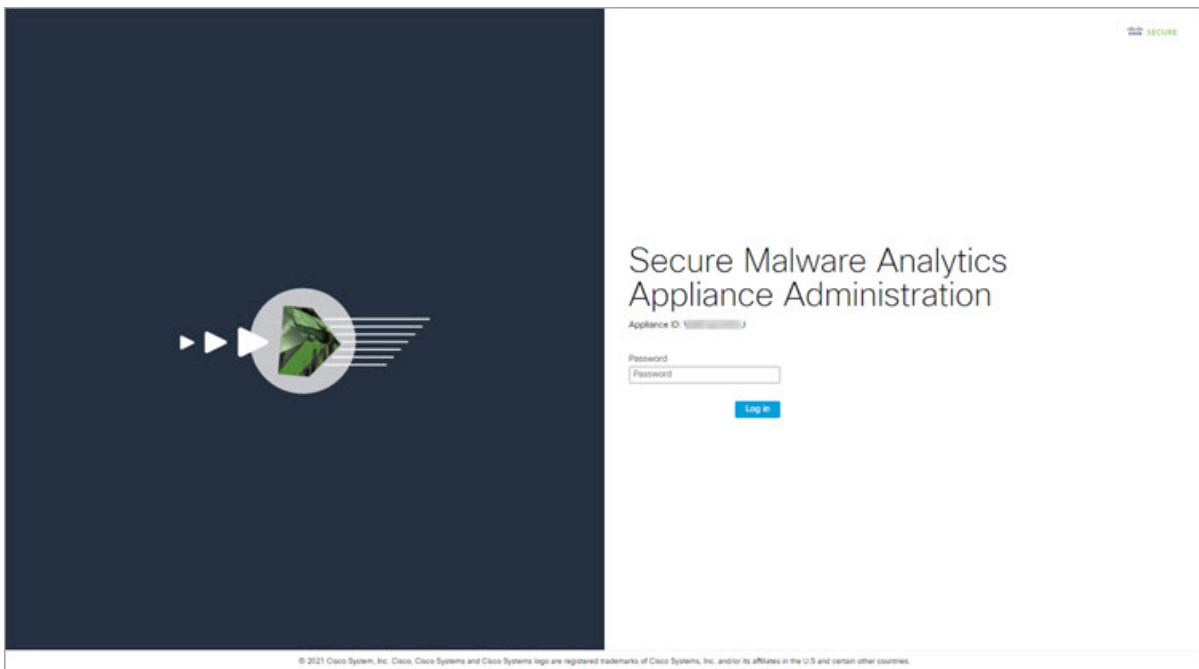 SECURE
Secure Malware Analytics
Appliance Administration
Appliance ID:
Password
Password
Log in
© 2021 Cisco System, Inc. Cisco, Cisco Systems and Cisco Systems logo are registered trademarks of Cisco Systems, Inc. and/or its affiliates in the U.S and certain other countries.